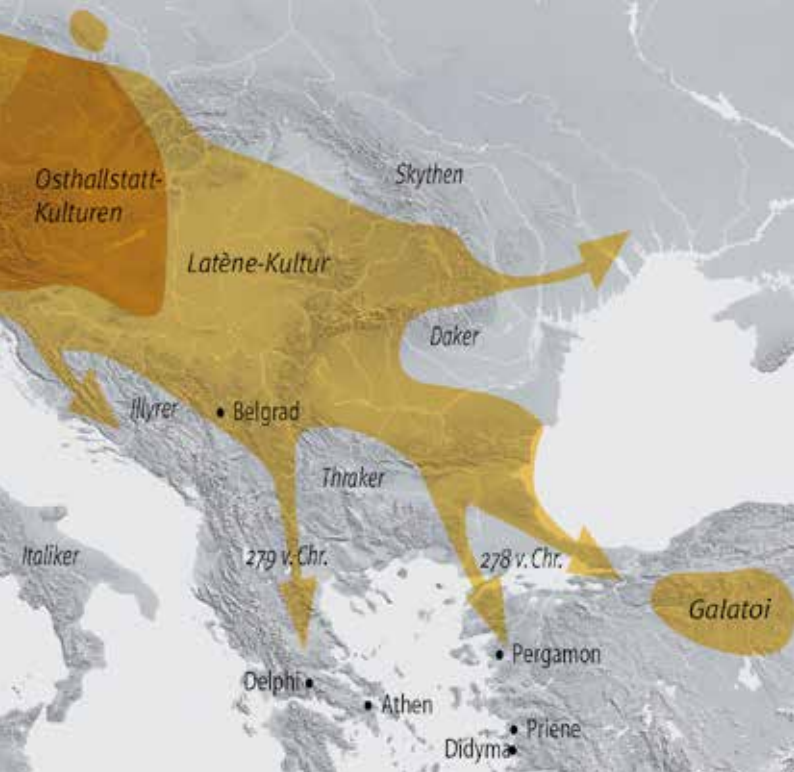 Skythen
Osthallstatt-
Kulturen
Latène-Kultur
Daker
Illyrer
Belgrad
Thraker
Italiker
279 v. Chr.
278 v. Chr.
Galatoi
Pergamon
Delphi
Athen
Priene
Didyma